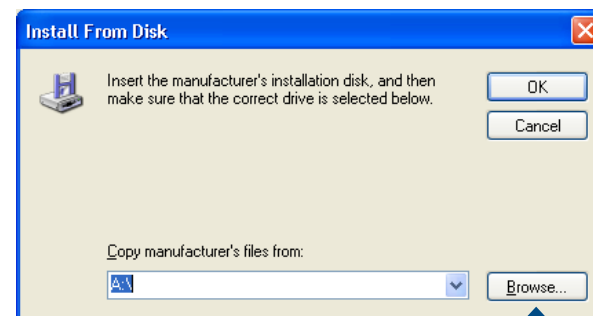 Install From Disk
Insert the manufacturer's installation disk, and then
make sure that the correct drive is selected below.
OK
Cancel
Copy manufacturer's files from:
A:\
Browse...